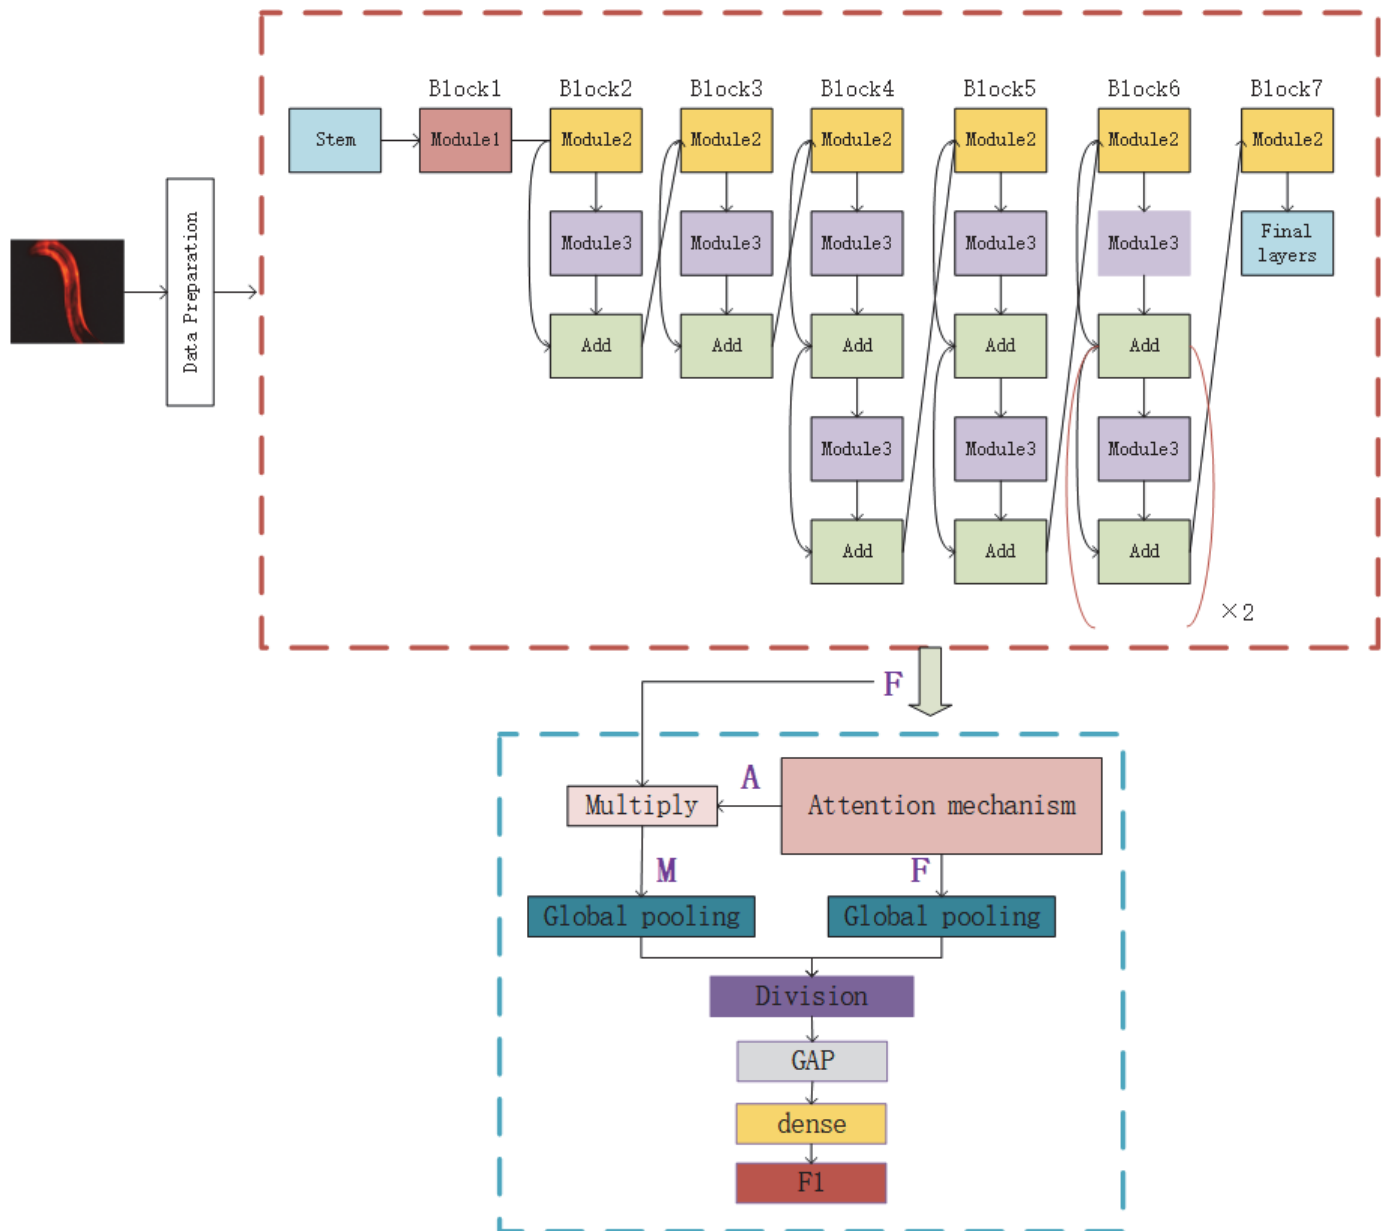 Block1 Block2 Block3 Block4 Block5 Block6 Block7
Stem Module1 Module2 Module2 Module2 Module2 Module2 Module2
Module3 Module3 Module3 Module3 Module3 Final
layers
Data Preparation
Add Add Add Add Add
Module3 Module3 Module3
Add Add Add
×2
F
A
Multiply Attention mechanism
M F
Global pooling Global pooling
Division
GAP
dense
F1